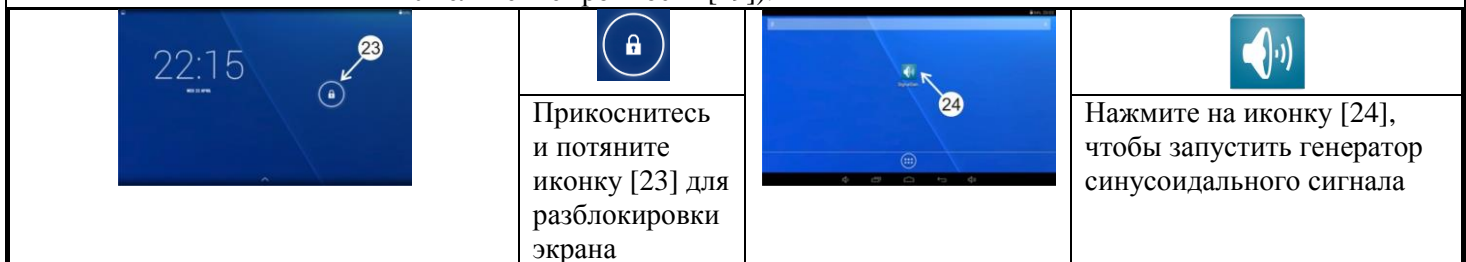 22:15
23
Прикоснитесь
и потяните
иконку [23] для
разблокировки
экрана
24
Нажмите на иконку [24],
чтобы запустить генератор
синусоидального сигнала